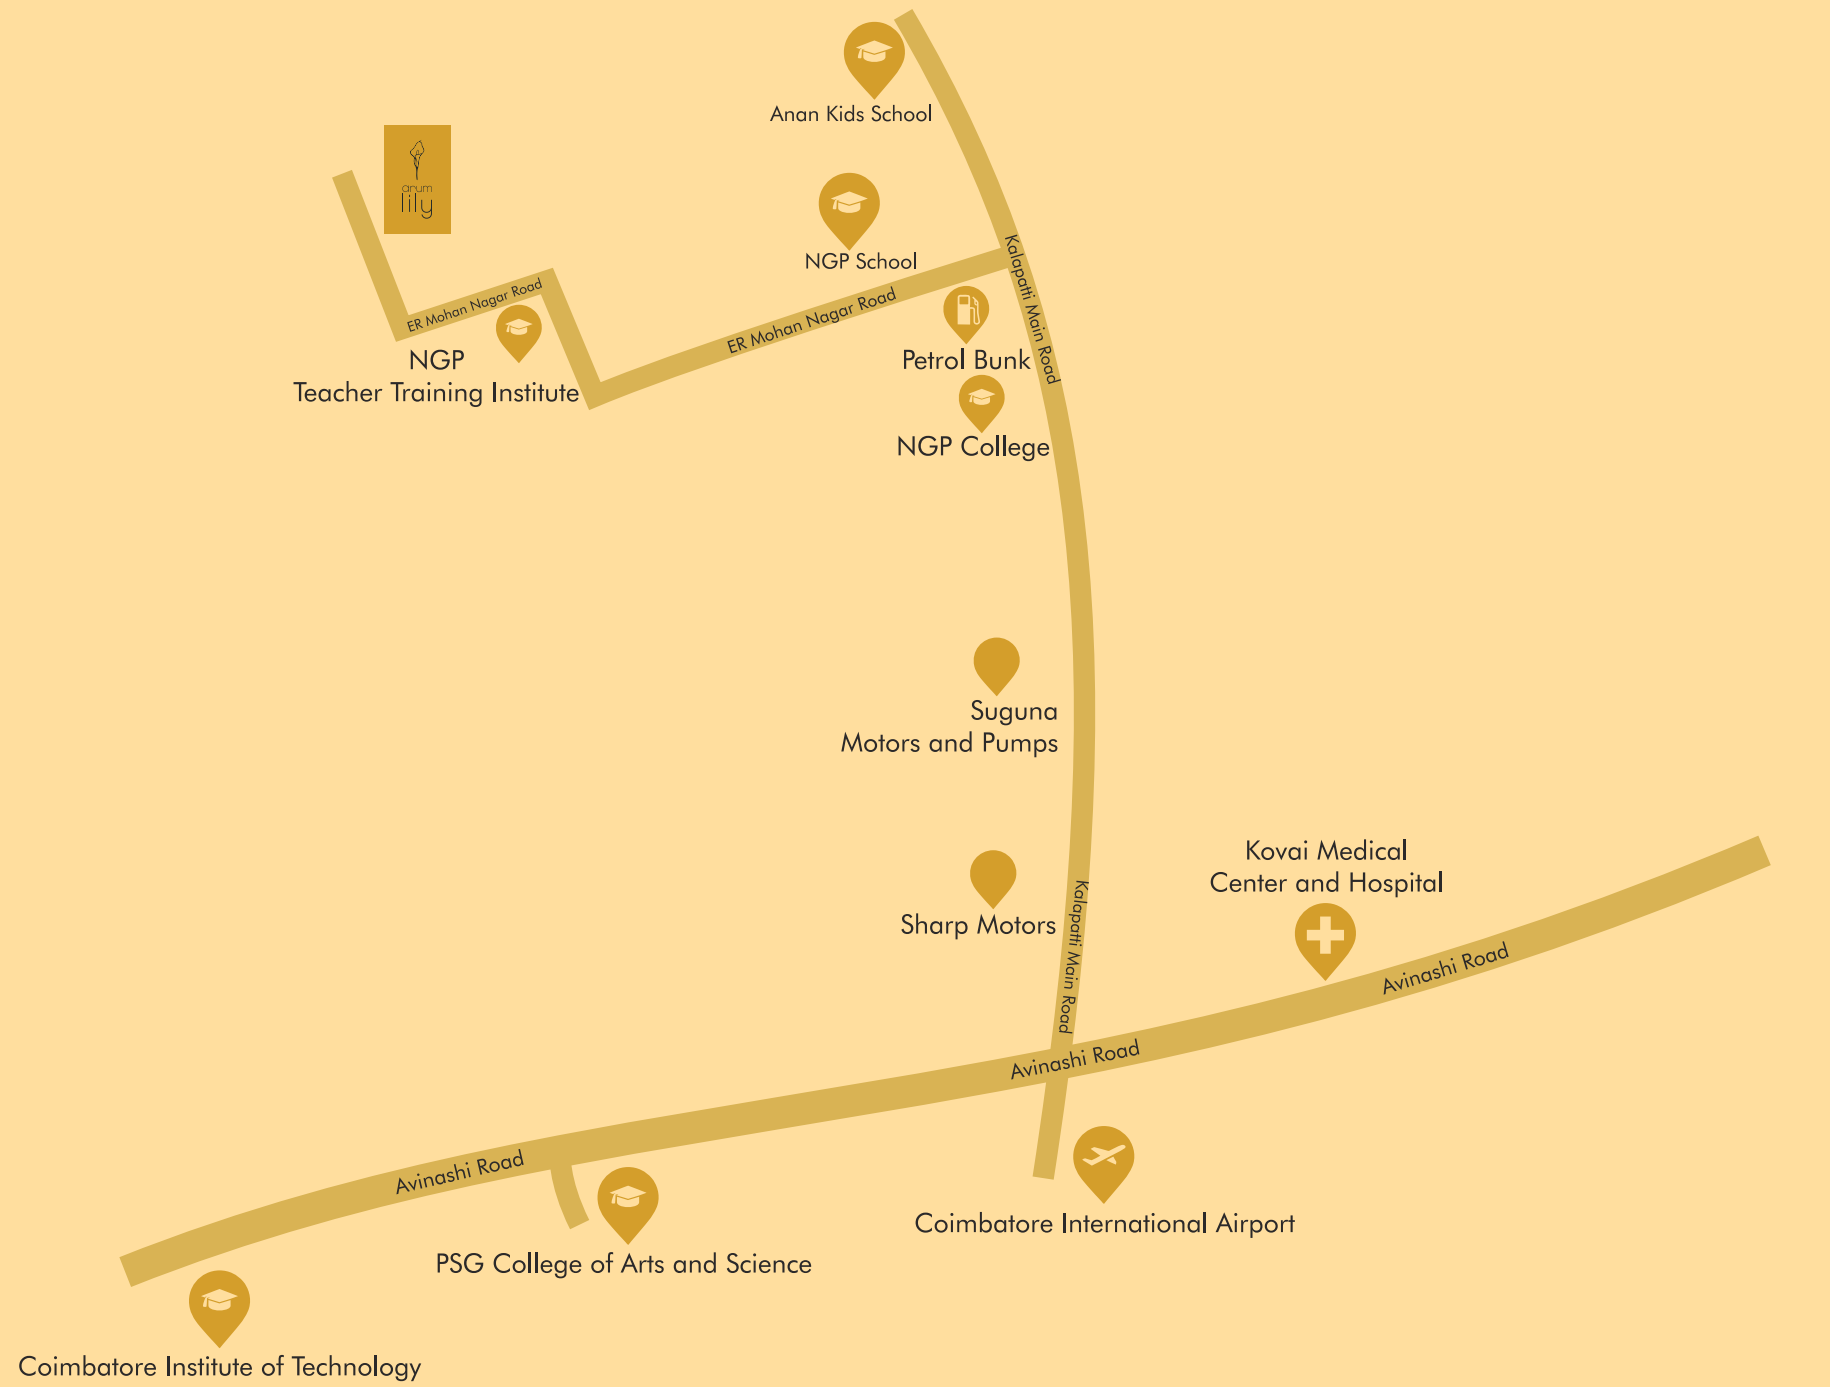 Anan Kids School
arum
lily
NGP School
Kalapatti Main Road
ER Mohan Nagar Road
ER Mohan Nagar Road
Petrol Bunk
NGP
Teacher Training Institute
NGP College
Suguna
Motors and Pumps
Kovai Medical
Center and Hospital
Sharp Motors
Kalapatti Main Road
Avinashi Road
Avinashi Road
Avinashi Road
Coimbatore International Airport
PSG College of Arts and Science
Coimbatore Institute of Technology